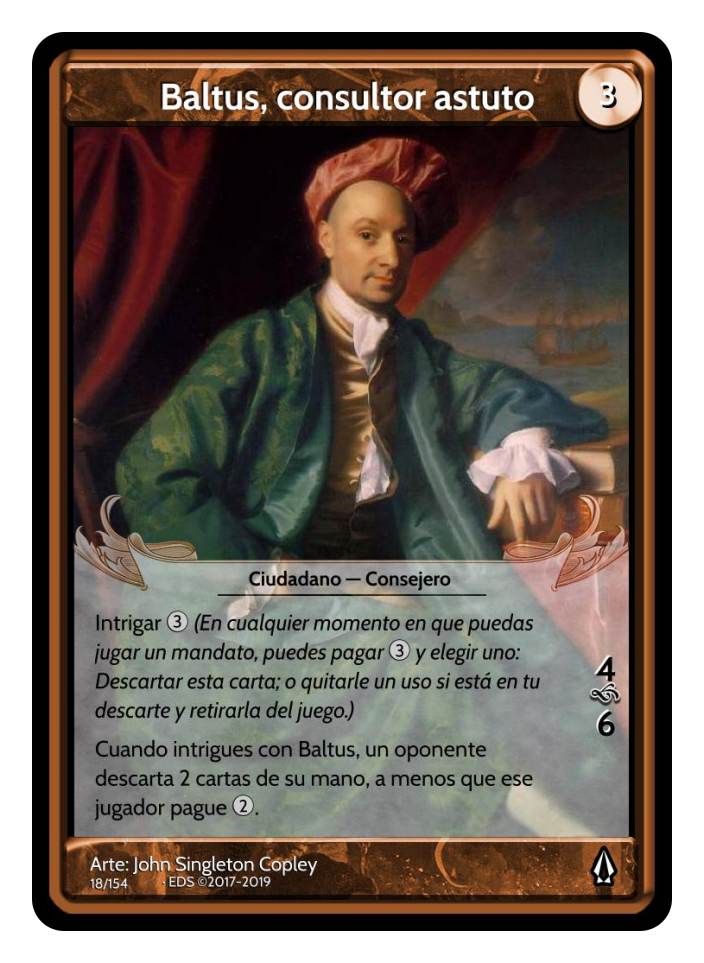 Baltus, consultor astuto
3
Ciudadano — Consejero
Intrigar 3 (En cualquier momento en que puedas
jugar un mandato, puedes pagar 3 y elegir uno:
Descartar esta carta; o quitarle un uso si está en tu
descarte y retirarla del juego.)
Cuando intrigues con Baltus, un oponente
descarta 2 cartas de su mano, a menos que ese
jugador pague 2.
4
6
Arte: John Singleton Copley
18/154 · EDS ©2017-2019